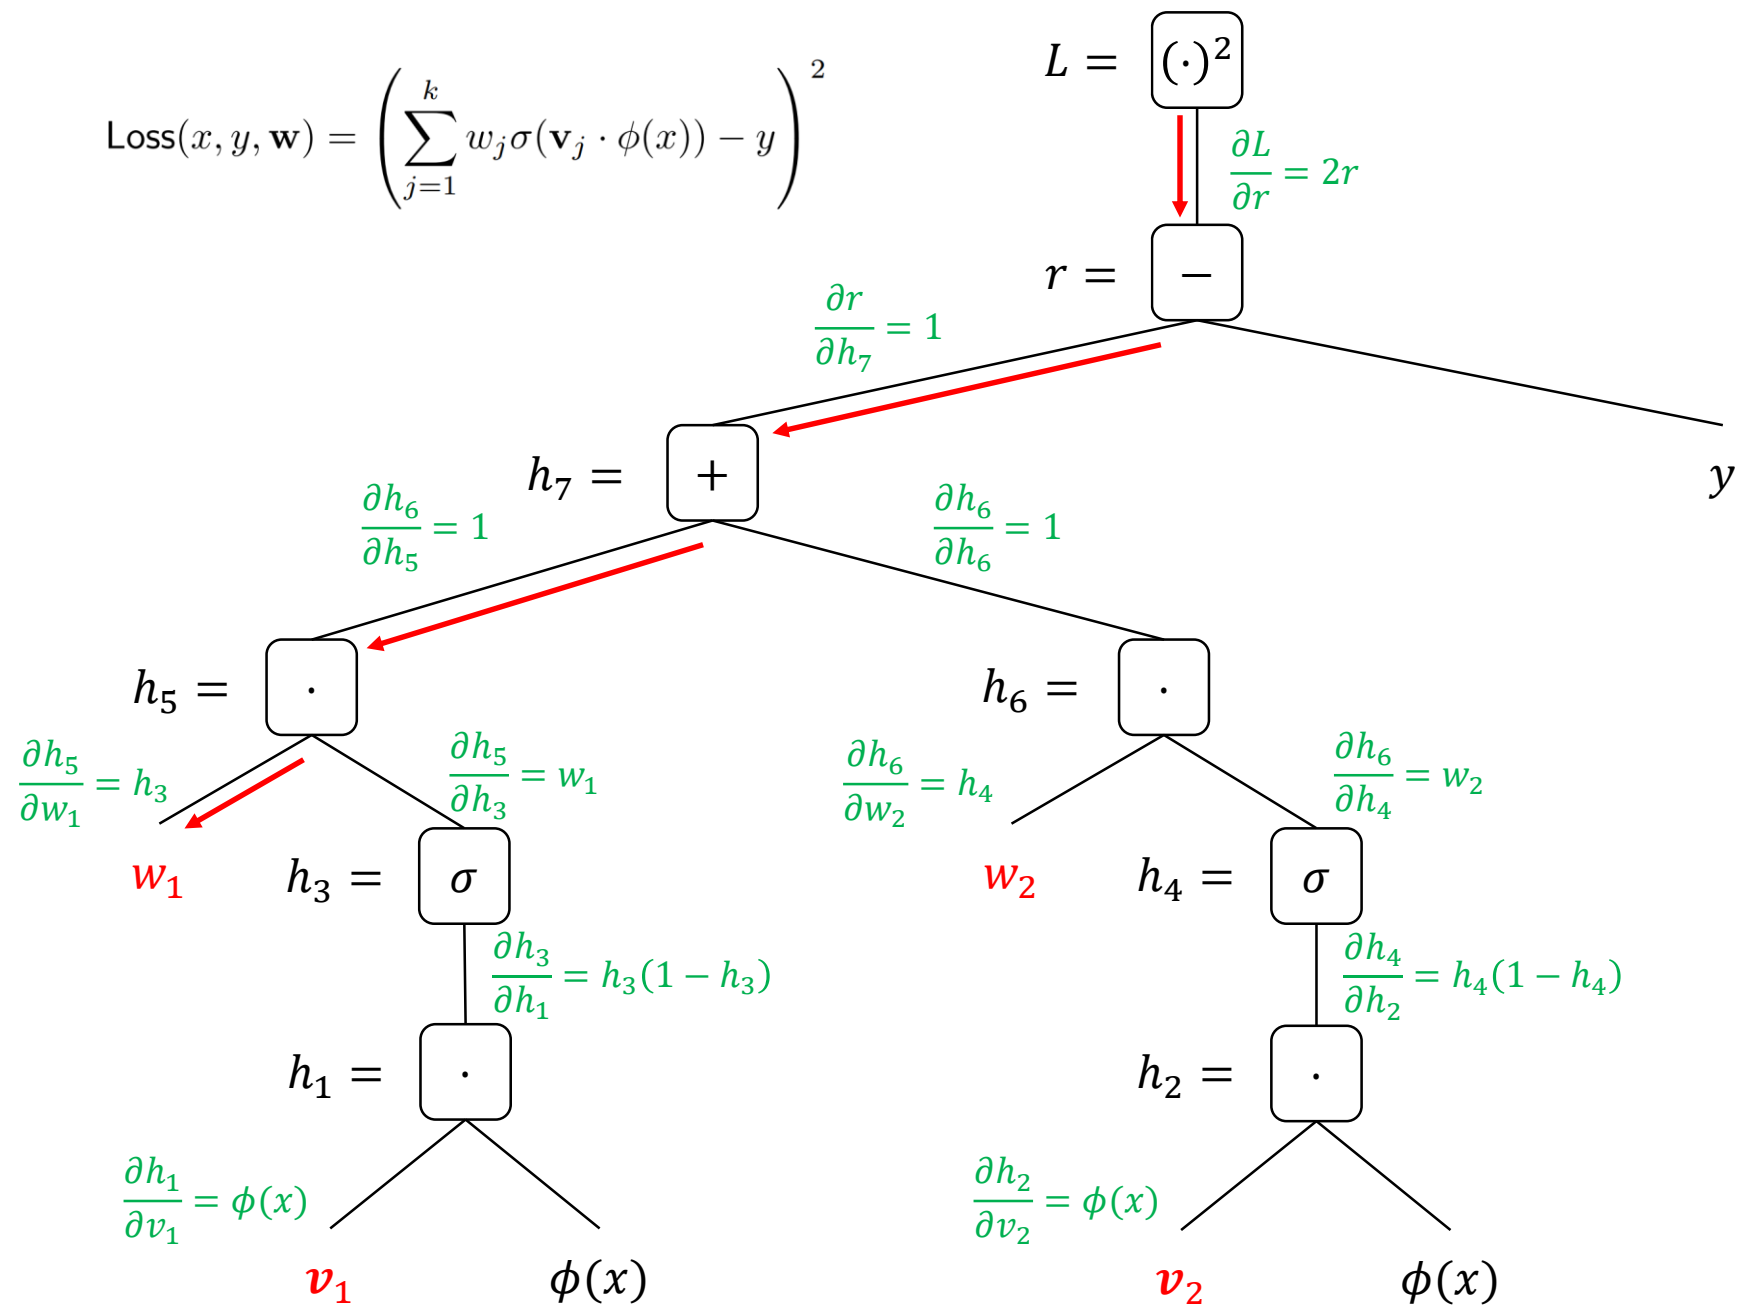 Loss(x, y, w) = (∑_{j=1}^{k} w_j σ(v_j · ϕ(x)) − y)^2
L = (·)^2
∂L/∂r = 2r
r = −
∂r/∂h_7 = 1
h_7 = +
y
∂h_6/∂h_5 = 1
∂h_6/∂h_6 = 1
h_5 = ·
h_6 = ·
∂h_5/∂w_1 = h_3
∂h_5/∂h_3 = w_1
∂h_6/∂w_2 = h_4
∂h_6/∂h_4 = w_2
w_1
h_3 = σ
w_2
h_4 = σ
∂h_3/∂h_1 = h_3(1 − h_3)
∂h_4/∂h_2 = h_4(1 − h_4)
h_1 = ·
h_2 = ·
∂h_1/∂v_1 = ϕ(x)
∂h_2/∂v_2 = ϕ(x)
v_1
ϕ(x)
v_2
ϕ(x)